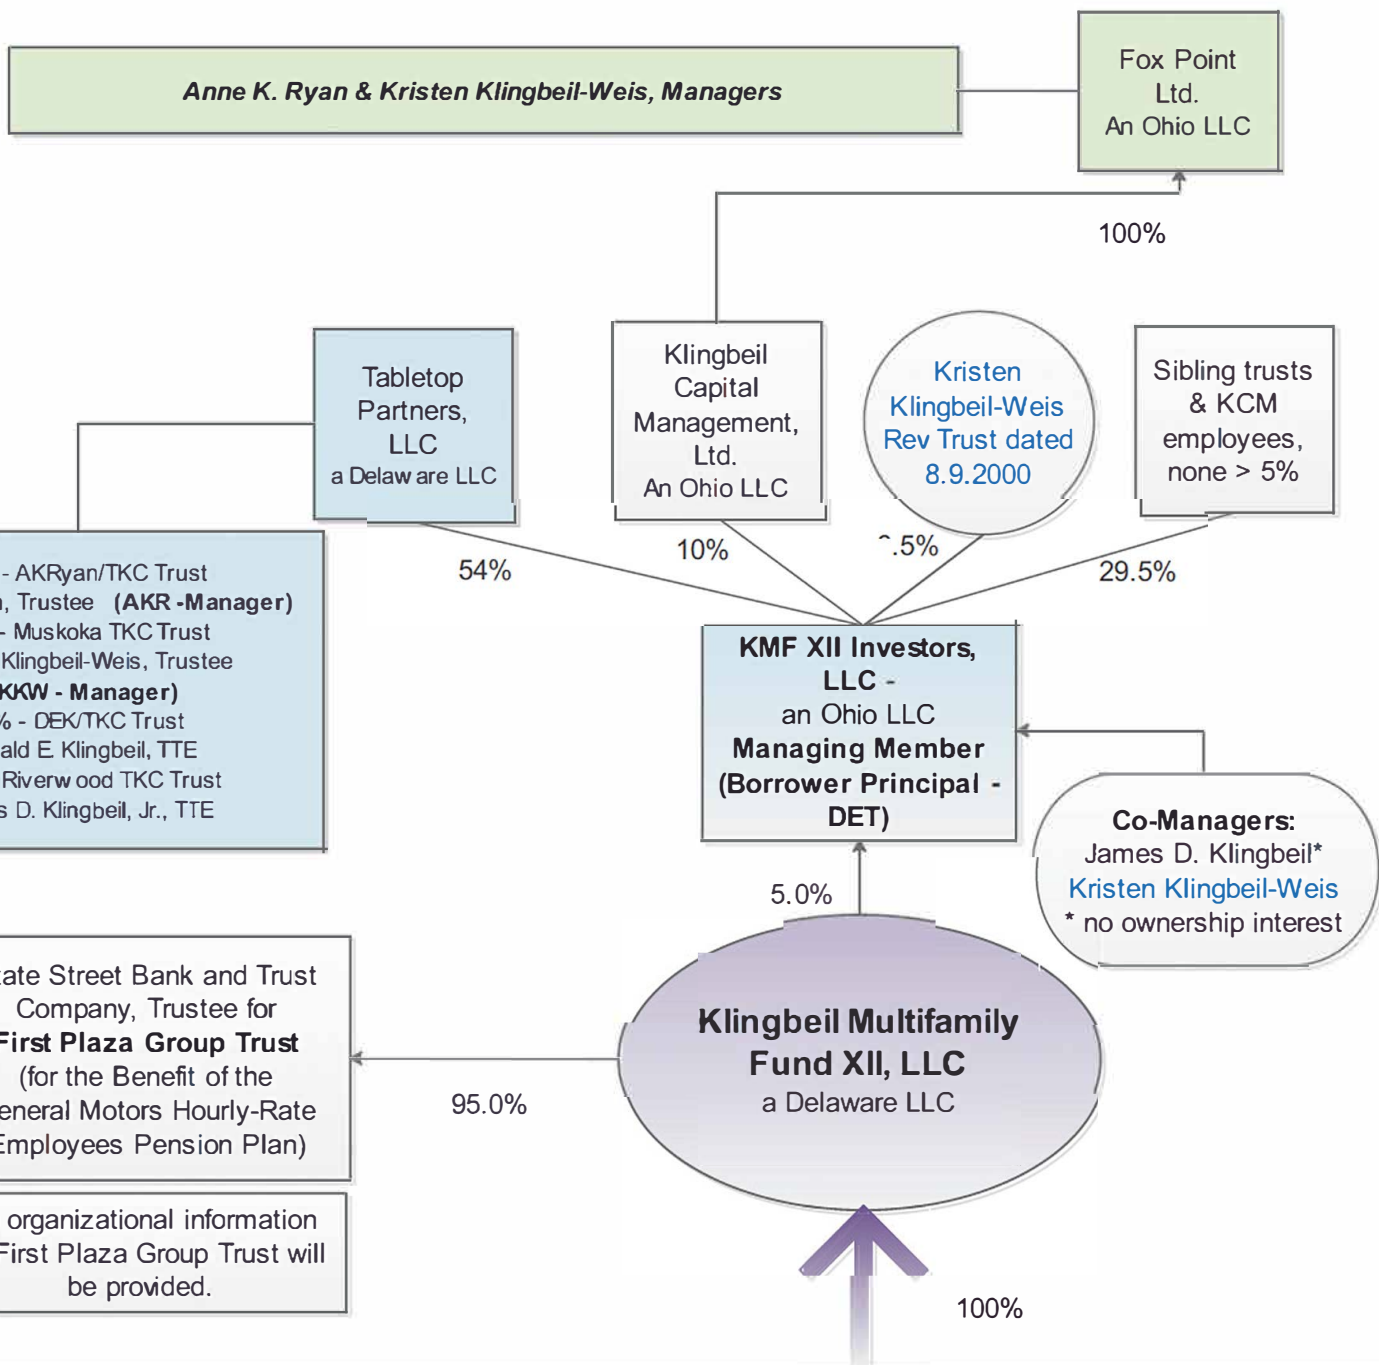 Anne K. Ryan & Kristen Klingbeil-Weis, Managers
Fox Point
Ltd.
An Ohio LLC
100%
Tabletop
Partners,
LLC
a Delaware LLC
Klingbeil
Capital
Management,
Ltd.
An Ohio LLC
Kristen
Klingbeil-Weis
Rev Trust dated
8.9.2000
Sibling trusts
& KCM
employees,
none > 5%
54%
10%
.5%
29.5%
- AKRyan/TKC Trust
, Trustee (AKR -Manager)
- Muskoka TKC Trust
Klingbeil-Weis, Trustee
KKW - Manager)
% - DEK/TKC Trust
E. Klingbeil, TTE
Riverwood TKC Trust
D. Klingbeil, Jr., TTE
KMF XII Investors,
LLC -
an Ohio LLC
Managing Member
(Borrower Principal -
DET)
Co-Managers:
James D. Klingbeil*
Kristen Klingbeil-Weis
* no ownership interest
5.0%
Klingbeil Multifamily
Fund XII, LLC
a Delaware LLC
95.0%
State Street Bank and Trust
Company, Trustee for
First Plaza Group Trust
(for the Benefit of the
General Motors Hourly-Rate
Employees Pension Plan)
organizational information
First Plaza Group Trust will
be provided.
100%